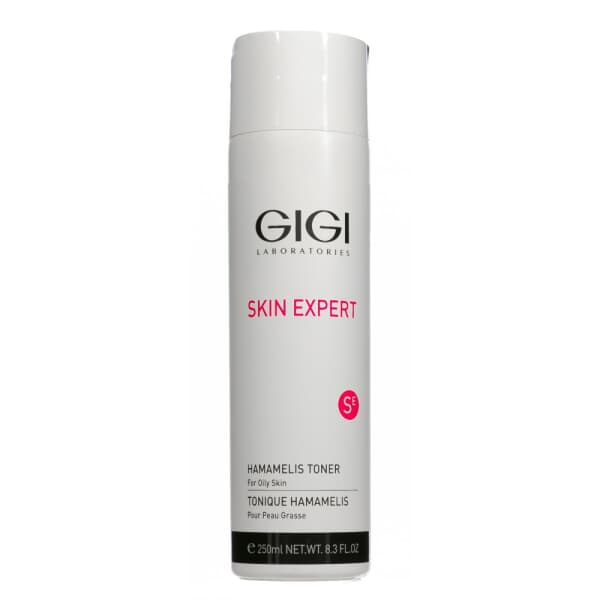 GIGI
LABORATORIES
SKIN EXPERT
SE
HAMAMELIS TONER
For Oily Skin
TONIQUE HAMAMELIS
Pour Peau Grasse
℮ 250ml NET.WT. 8.3 FL.OZ